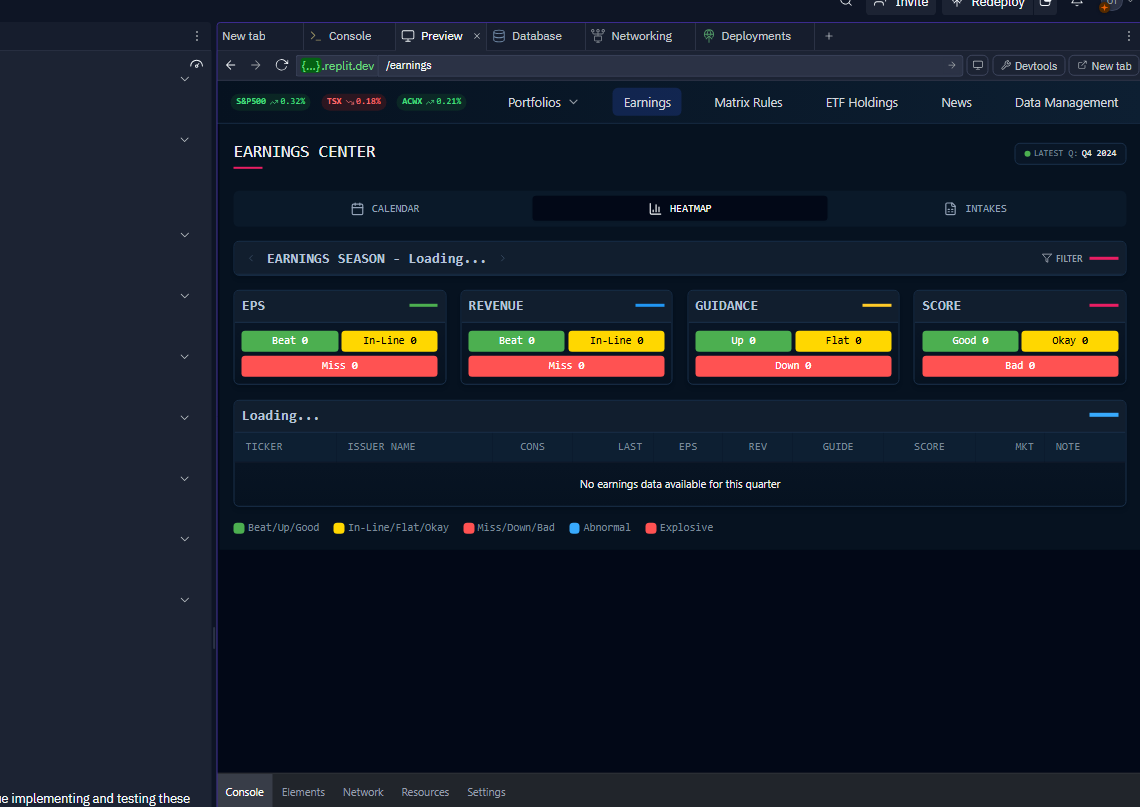 Invite
Redeploy
New tab
Console
Preview
Database
Networking
Deployments
{...}.replit.dev /earnings
Devtools
New tab
S&P500 0.32%
TSX 0.18%
ACWX 0.21%
Portfolios
Earnings
Matrix Rules
ETF Holdings
News
Data Management
EARNINGS CENTER
LATEST Q: Q4 2024
CALENDAR
HEATMAP
INTAKES
EARNINGS SEASON - Loading...
FILTER
EPS
Beat 0
In-Line 0
Miss 0
REVENUE
Beat 0
In-Line 0
Miss 0
GUIDANCE
Up 0
Flat 0
Down 0
SCORE
Good 0
Okay 0
Bad 0
Loading...
TICKER ISSUER NAME CONS LAST EPS REV GUIDE SCORE MKT NOTE
No earnings data available for this quarter
Beat/Up/Good
In-Line/Flat/Okay
Miss/Down/Bad
Abnormal
Explosive
Console
Elements
Network
Resources
Settings
implementing and testing these